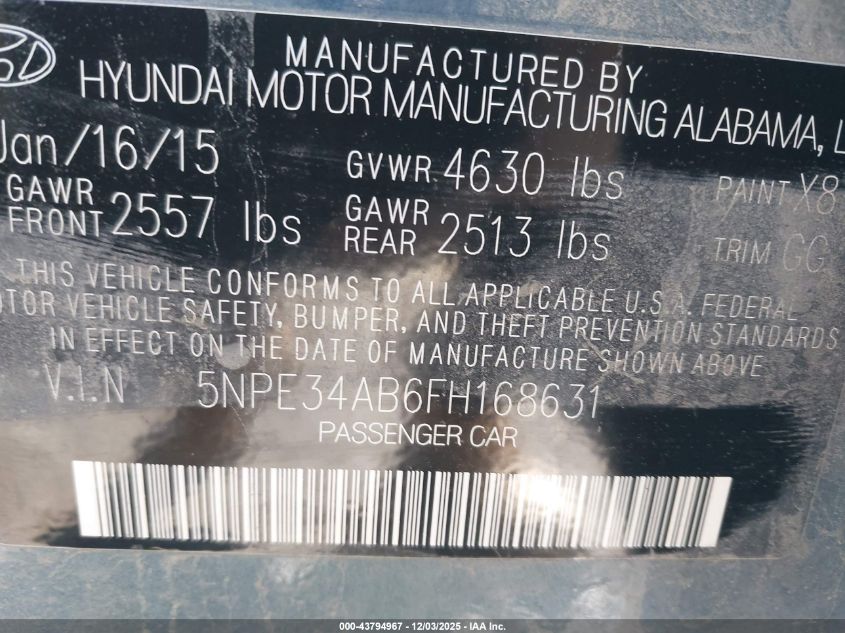 MANUFACTURED BY
HYUNDAI MOTOR MANUFACTURING ALABAMA, L
Jan/16/15 GVWR 4630 lbs PAINT X8
GAWR FRONT 2557 lbs GAWR REAR 2513 lbs TRIM GG
THIS VEHICLE CONFORMS TO ALL APPLICABLE U.S.A. FEDERAL
OTOR VEHICLE SAFETY, BUMPER, AND THEFT PREVENTION STANDARDS
IN EFFECT ON THE DATE OF MANUFACTURE SHOWN ABOVE
V.I.N 5NPE34AB6FH168631
PASSENGER CAR
000-43794967 - 12/03/2025 - IAA Inc.